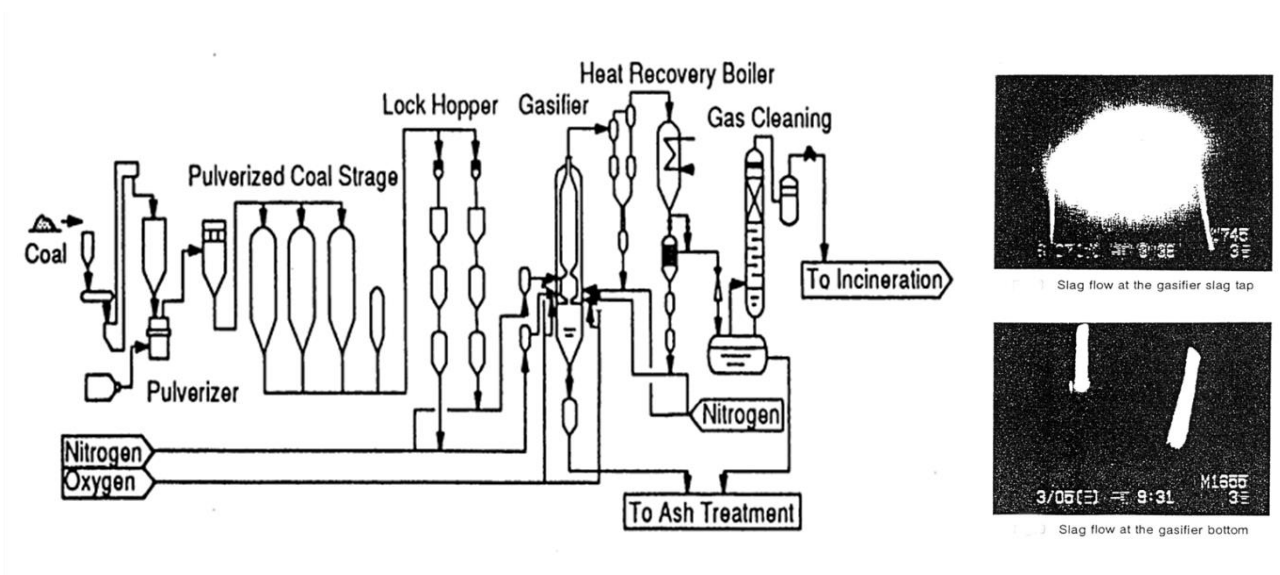 Heat Recovery Boiler
Lock Hopper
Gasifier
Gas Cleaning
Pulverized Coal Strage
Coal
To Incineration
Pulverizer
Nitrogen
Nitrogen
Oxygen
To Ash Treatment
745
Slag flow at the gasifier slag tap
M1655
3/05
9:31
Slag flow at the gasifier bottom